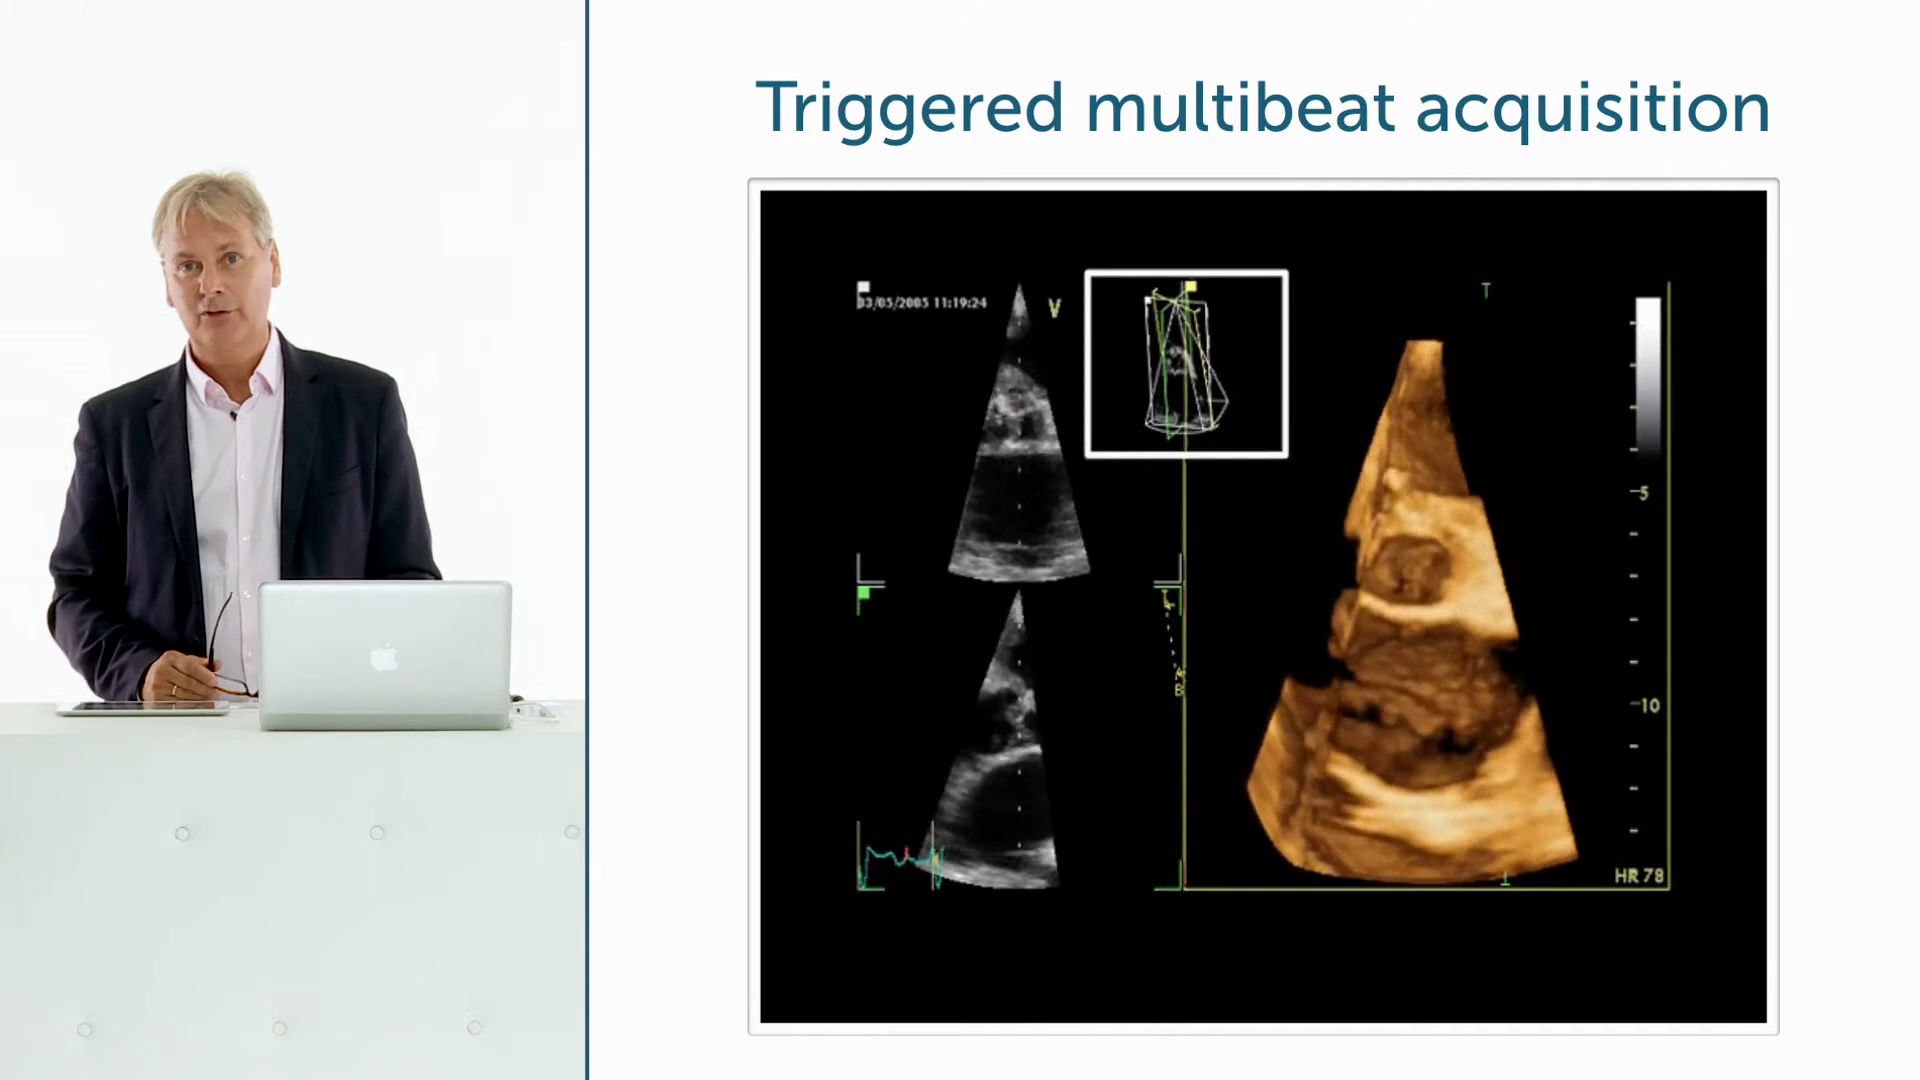 Triggered multibeat acquisition
03/05/2005 11:19:24
V
T
5
10
B
HR 78